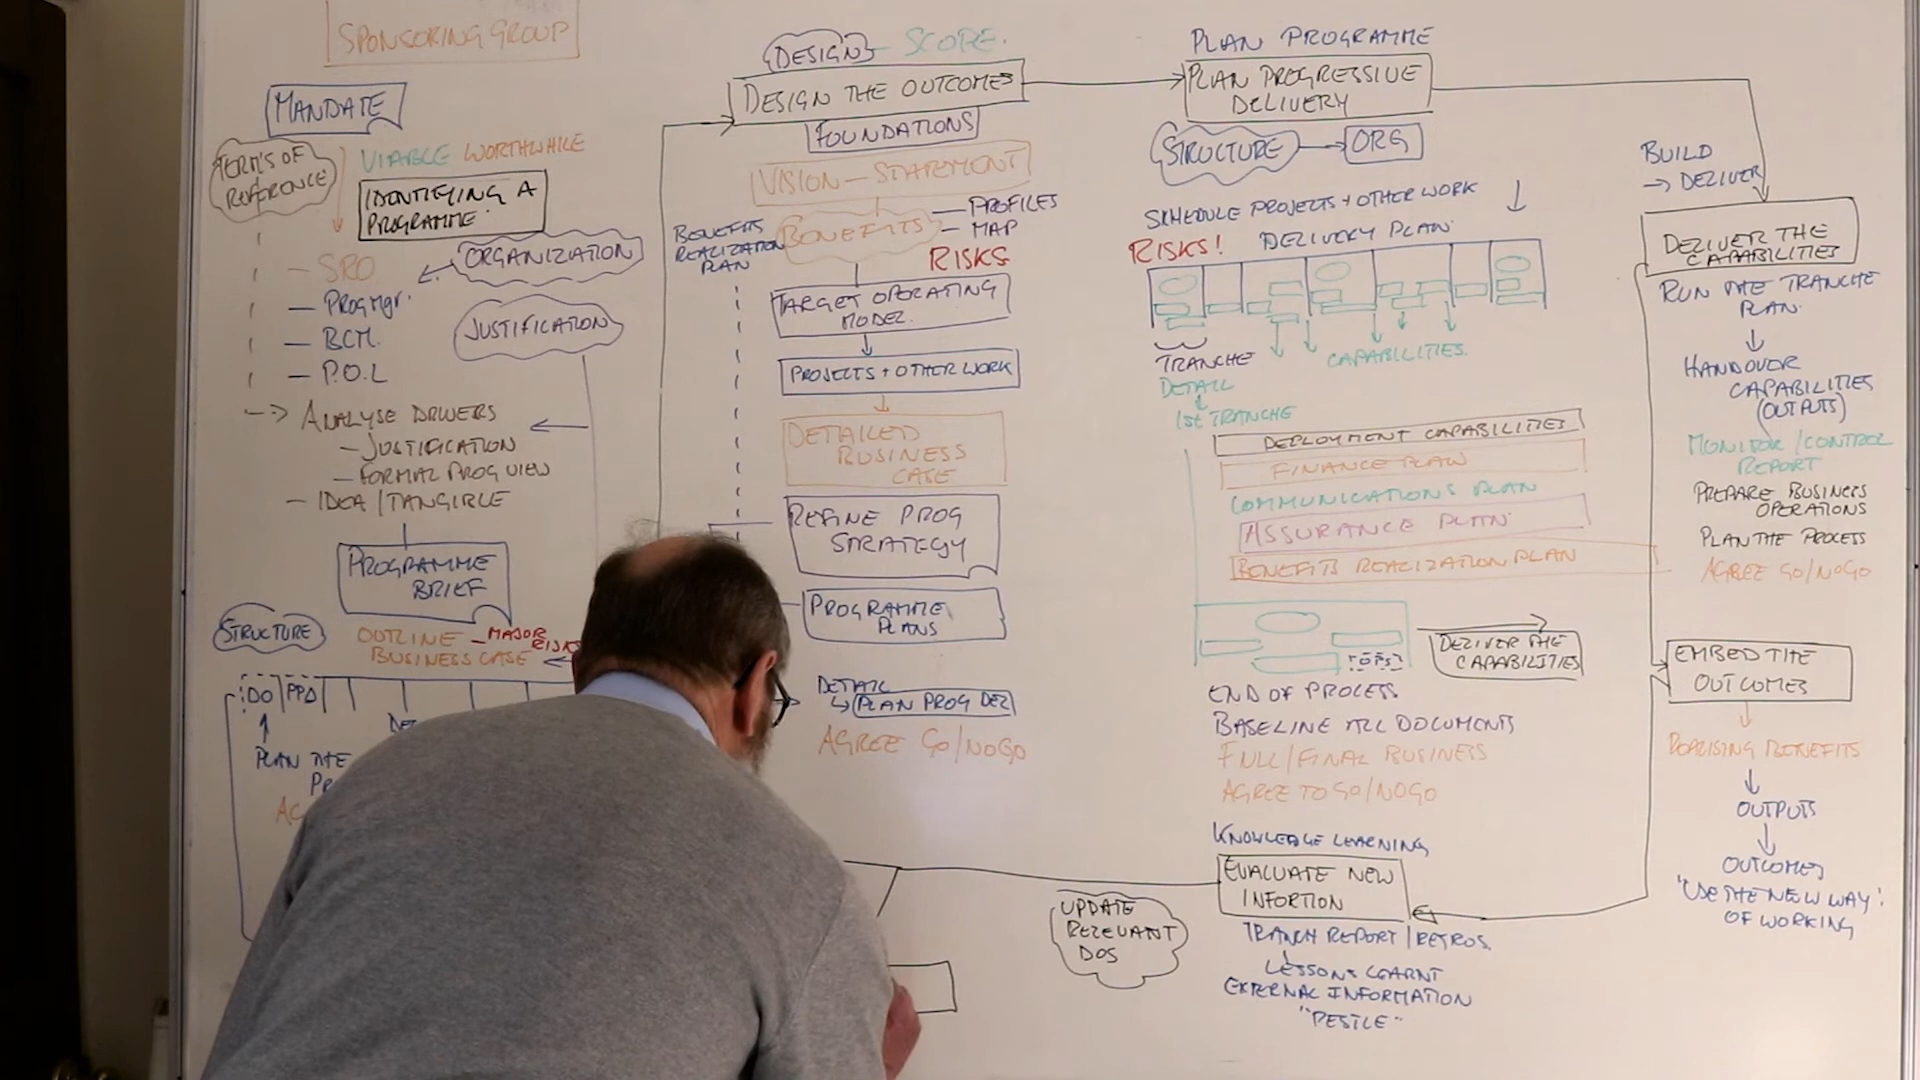 SPONSORING GROUP
MANDATE
TERM'S OF
REFERENCE
VIABLE WORTHWHILE
IDENTIFYING A
PROGRAMME
ORGANIZATION
- SRO
- PROG Mgr.
- BCM.
- P.O.L
JUSTIFICATION
-> ANALYSE DRIVERS
- JUSTIFICATION
- FORMAL PROG VIEW
- IDEA / TANGIBLE
PROGRAMME
BRIEF
STRUCTURE
OUTLINE
BUSINESS CASE
- MAJOR
RISKS
DO PPD
PLAN THE
DESIGN - SCOPE.
DESIGN THE OUTCOMES
FOUNDATIONS
VISION - STATEMENT
BENEFITS
REALIZATION
PLAN
BENEFITS
- PROFILES
- MAP
RISKS
TARGET OPERATING
MODEL.
PROJECTS + OTHER WORK
DETAILED
BUSINESS
CASE
REFINE PROG
STRATEGY
PROGRAMME
PLANS
DETAIL
PLAN PROG DEL
AGREE GO/NOGO
PLAN PROGRAMME
PLAN PROGRESSIVE
DELIVERY
STRUCTURE
ORG
SCHEDULE PROJECTS + OTHER WORK
RISKS!
DELIVERY PLAN
TRANCHE
CAPABILITIES.
DETAIL
1st TRANCHE
DEPLOYMENT CAPABILITIES
FINANCE PLAN
COMMUNICATIONS PLAN
ASSURANCE PLAN
BENEFITS REALIZATION PLAN
DELIVER THE
CAPABILITIES
END OF PROCESS
BASELINE ALL DOCUMENTS
FULL/FINAL BUSINESS
AGREE TO GO/NOGO
KNOWLEDGE LEARNING
EVALUATE NEW
INFORTION
UPDATE
RELEVANT
DOS
TRANCH REPORT / RETROS.
LESSONS LEARNT
EXTERNAL INFORMATION
"PESTLE"
BUILD
-> DELIVER
DELIVER THE
CAPABILITIES
RUN THE TRANCHE
PLAN.
HANDOVER
CAPABILITIES
(OUTPUTS)
MONITOR / CONTROL
REPORT
PREPARE BUSINESS
OPERATIONS
PLAN THE PROCESS
AGREE GO/NOGO
EMBED THE
OUTCOMES
BENEFITS
OUTPUTS
OUTCOMES
'USE THE NEW WAY'
OF WORKING